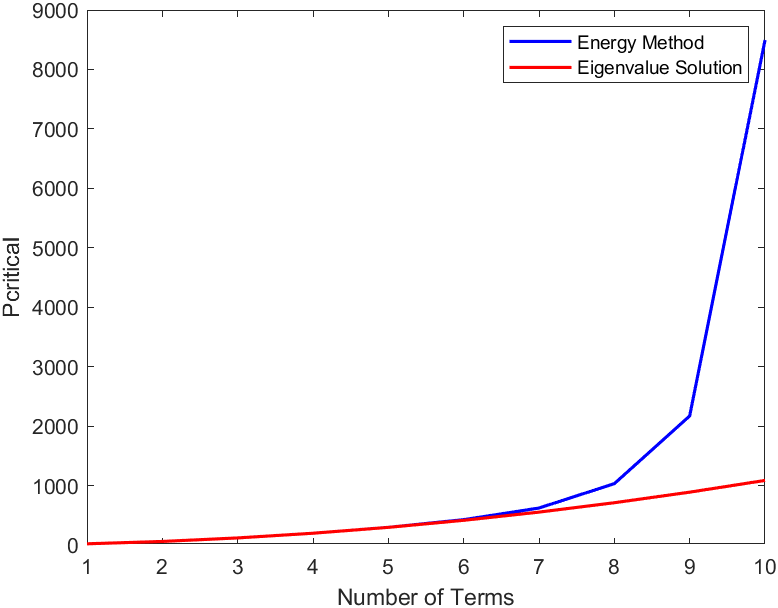 9000
8000
7000
6000
5000
4000
3000
2000
1000
0
Pcritical
Energy Method
Eigenvalue Solution
1 2 3 4 5 6 7 8 9 10
Number of Terms